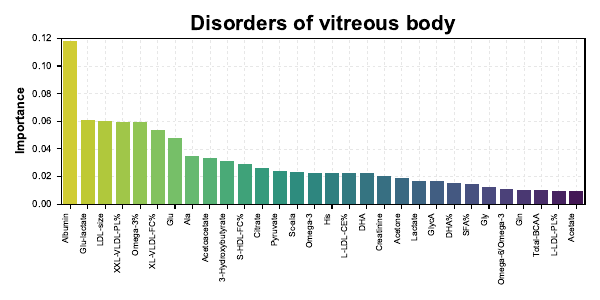 Disorders of vitreous body
Importance
0.12
0.10
0.08
0.06
0.04
0.02
0.00
Albumin
Glu-lactate
LDL-size
XXL-VLDL-PL%
Omega-3%
XL-VLDL-FC%
Glu
Ala
Acetoacetate
3-Hydroxybutyrate
S-HDL-FC%
Citrate
Pyruvate
Sc-ala
Omega-3
His
L-LDL-CE%
DHA
Creatinine
Acetone
Lactate
GlycA
DHA%
SFA%
Gly
Omega-6/Omega-3
Gln
Total-BCAA
L-LDL-PL%
Acetate